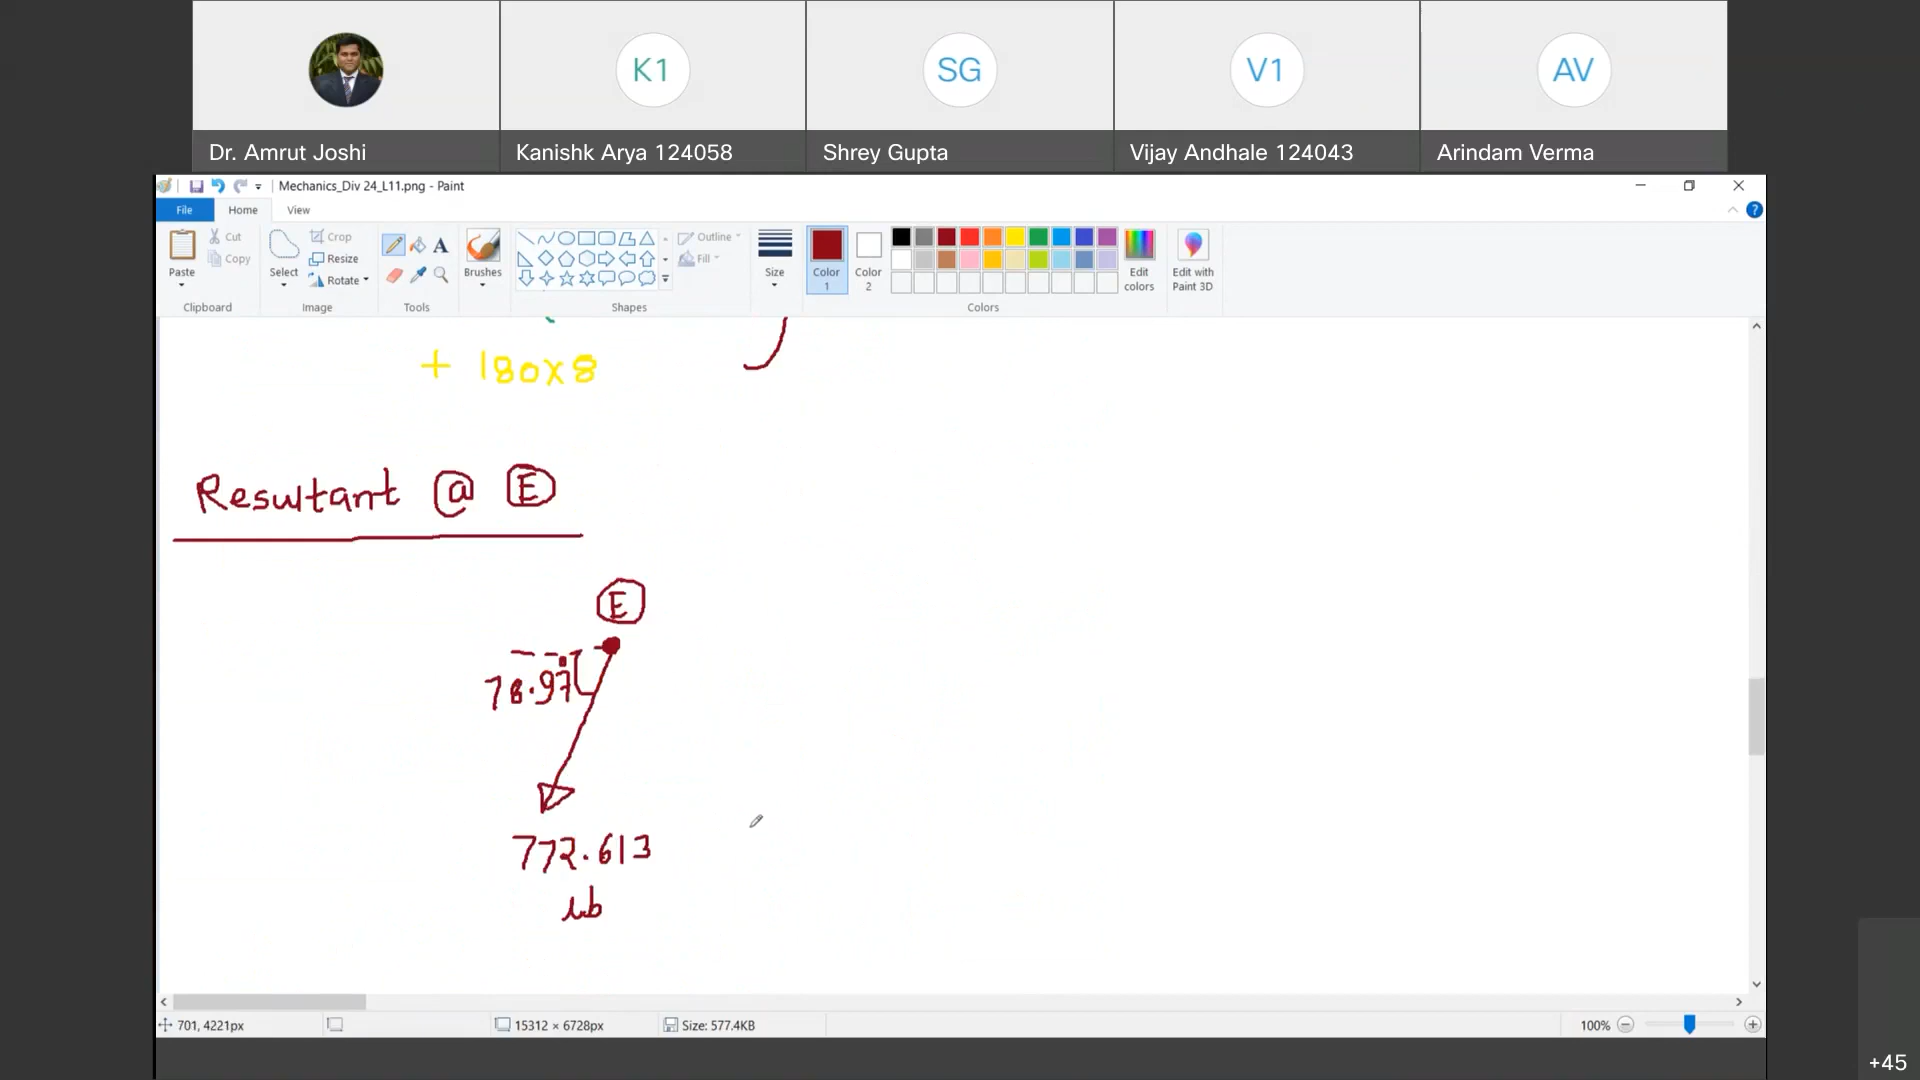 K1 SG V1 AV
Dr. Amrut Joshi Kanishk Arya 124058 Shrey Gupta Vijay Andhale 124043 Arindam Verma
Mechanics_Div 24_L11.png - Paint
File Home View
Paste Cut Copy Select Crop Resize Rotate A Brushes Outline Fill Size Color 1 Color 2 Edit colors Edit with Paint 3D
Clipboard Image Tools Shapes Colors
+ 180x8
Resultant @ E
E
78.97°
772.613
lb
701, 4221px 15312 × 6728px Size: 577.4KB 100%
+45